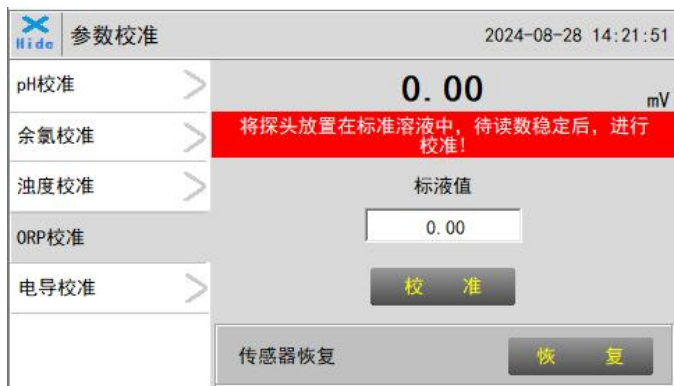 Hide 参数校准 2024-08-28 14:21:51
pH校准
余氯校准
浊度校准
ORP校准
电导校准
0.00
mV
将探头放置在标准溶液中，待读数稳定后，进行
校准!
标液值
0.00
校 准
传感器恢复
恢 复